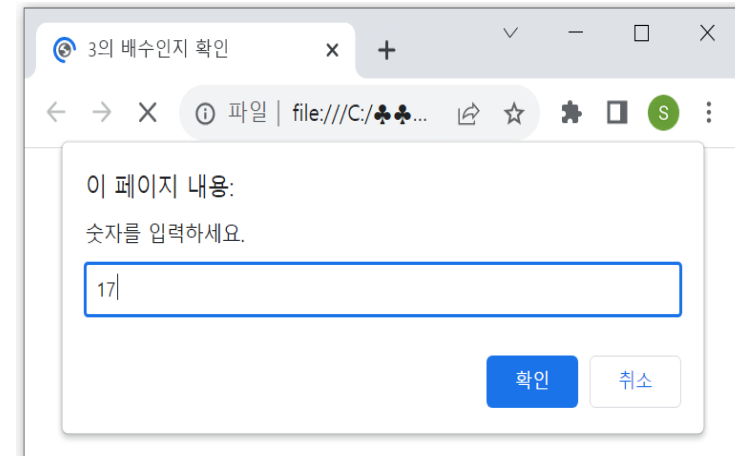 3의 배수인지 확인
파일 | file:///C:/♣♣... S
이 페이지 내용:
숫자를 입력하세요.
17
확인 취소